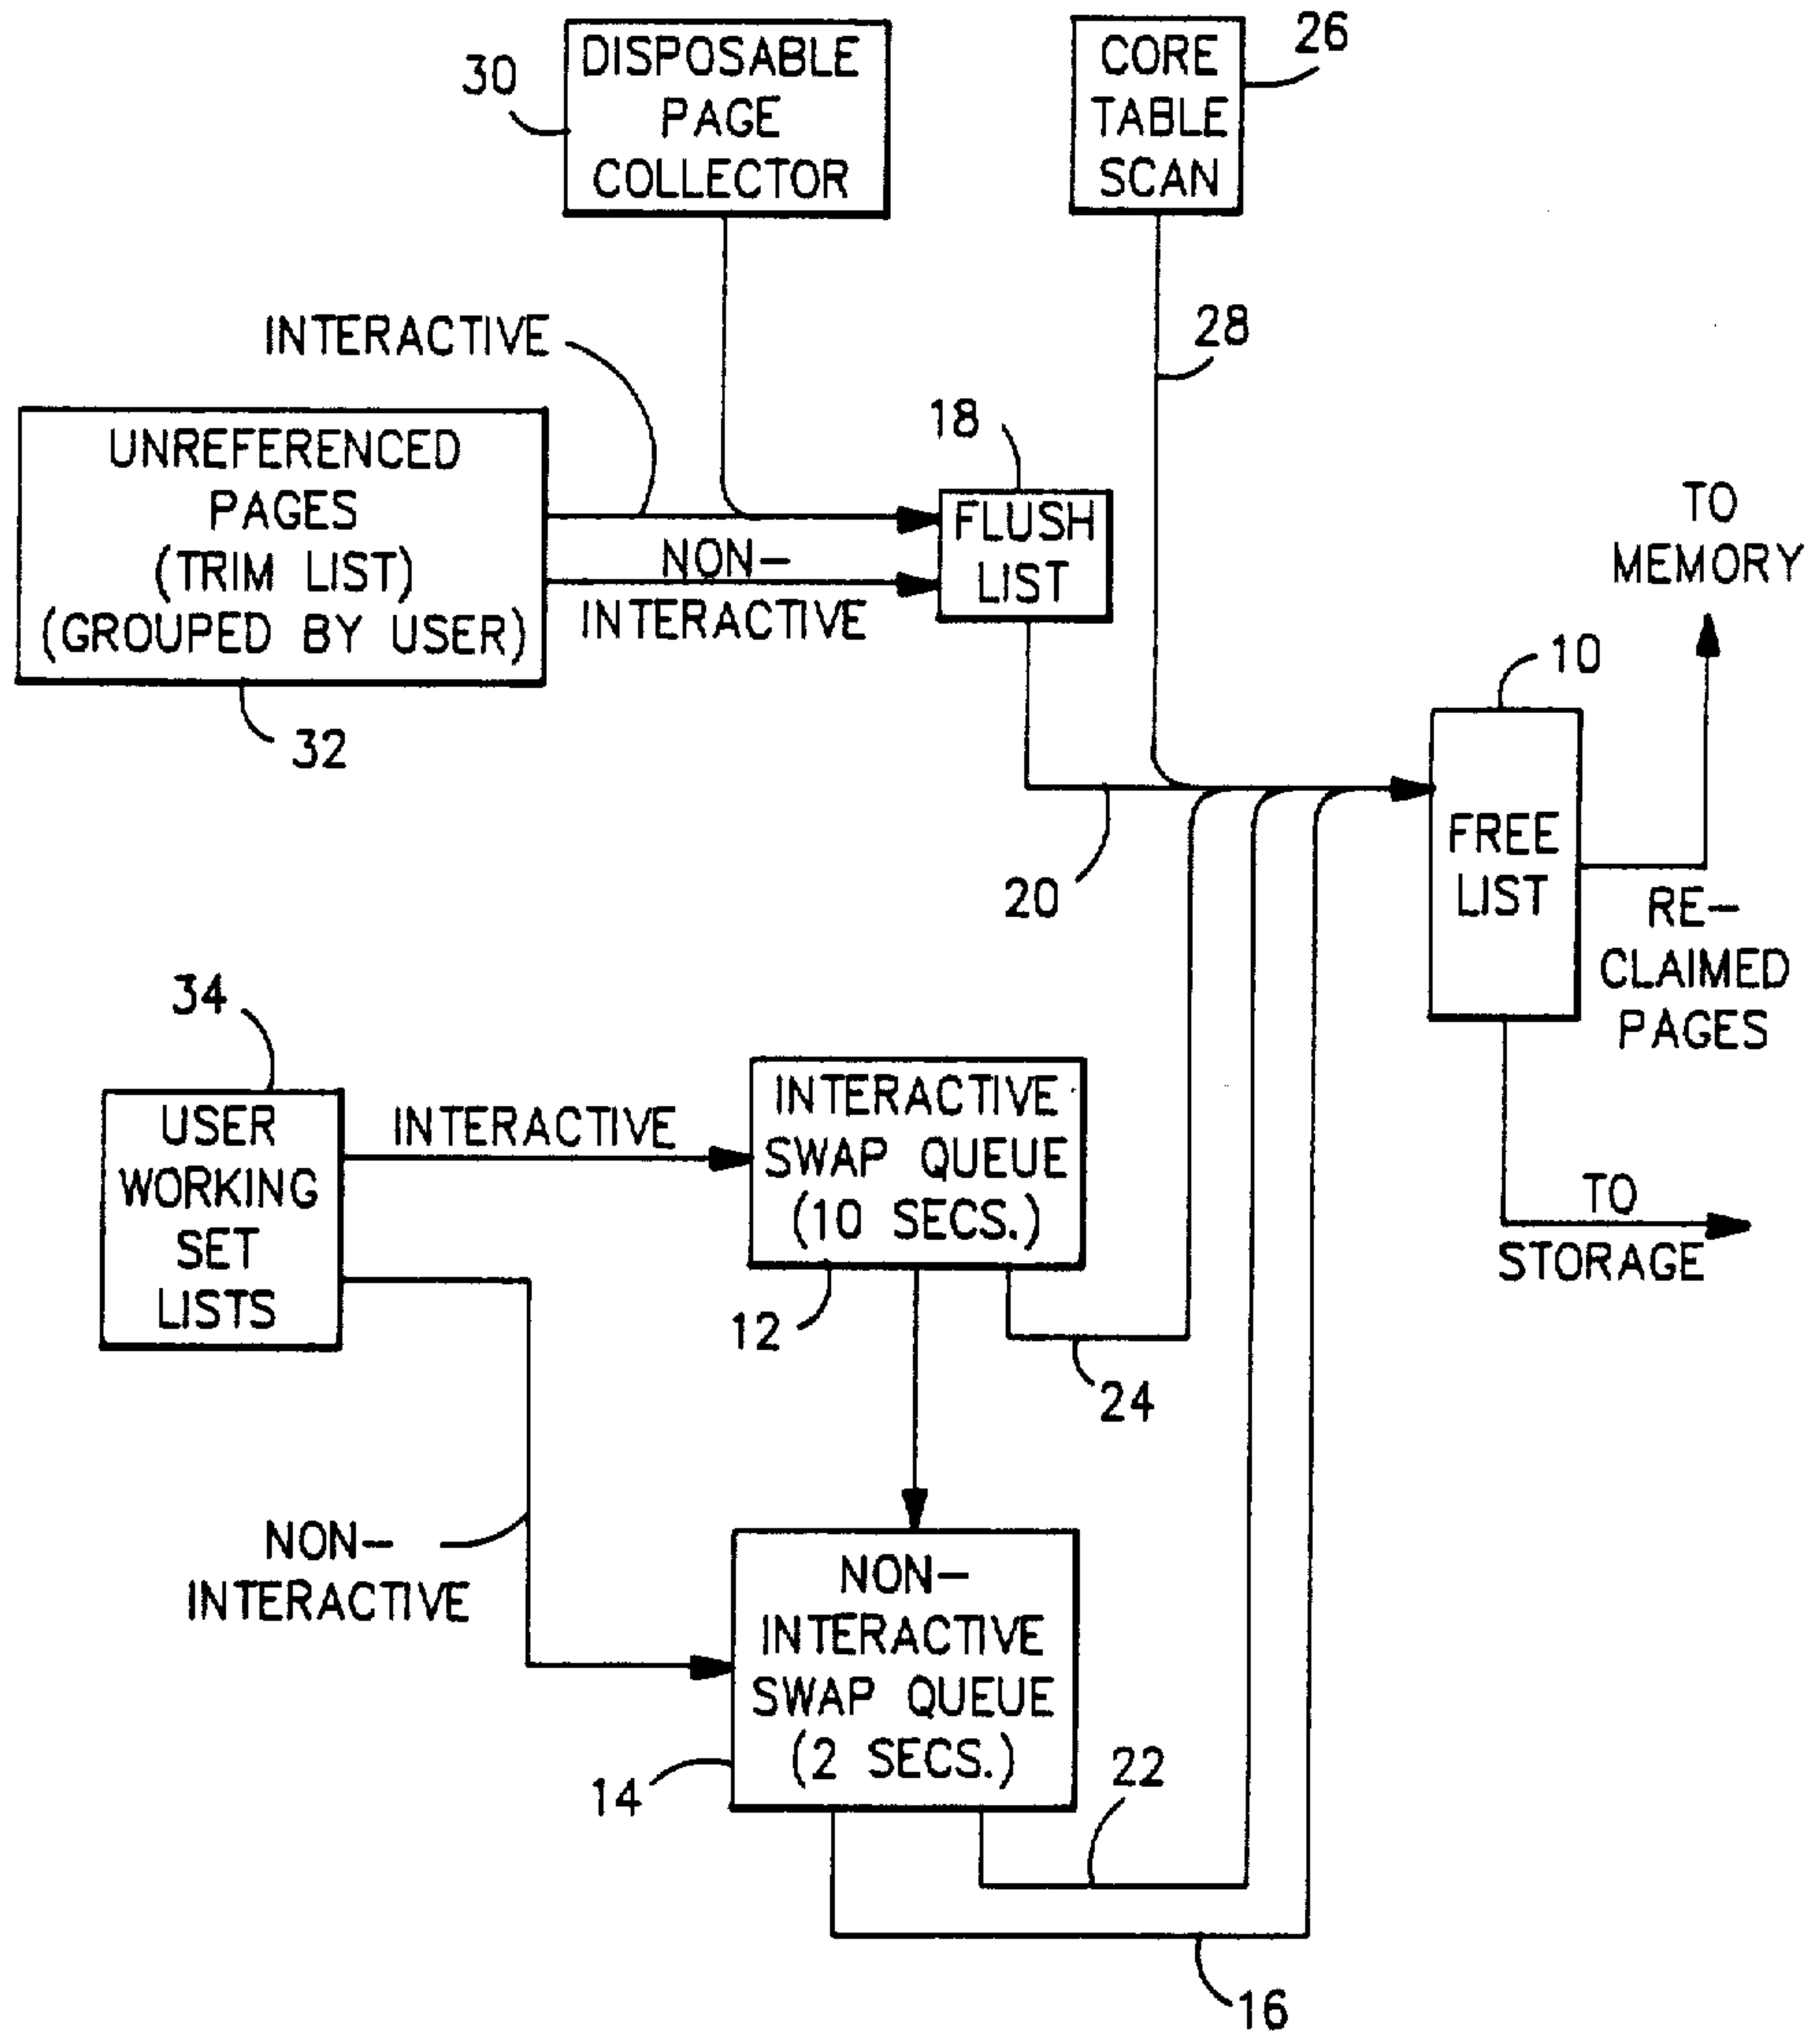 DISPOSABLE
PAGE
COLLECTOR
30
CORE
TABLE
SCAN
26
INTERACTIVE
28
UNREFERENCED
PAGES
(TRIM LIST)
(GROUPED BY USER)
32
NON-
INTERACTIVE
18
FLUSH
LIST
TO
MEMORY
10
FREE
LIST
20
RE-
CLAIMED
PAGES
34
USER
WORKING
SET
LISTS
INTERACTIVE
INTERACTIVE
SWAP QUEUE
(10 SECS.)
12
24
TO
STORAGE
NON-
INTERACTIVE
NON-
INTERACTIVE
SWAP QUEUE
(2 SECS.)
14
22
16